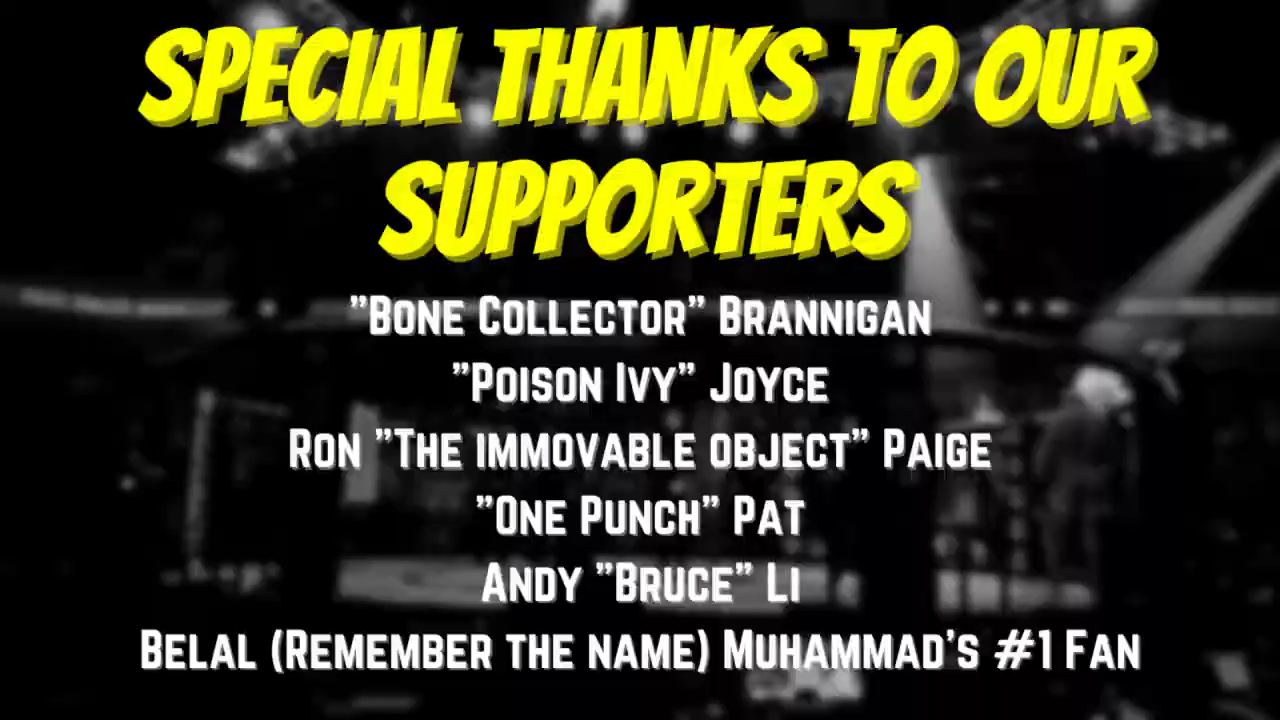 SPECIAL THANKS TO OUR
SUPPORTERS
"Bone Collector" Brannigan
"Poison Ivy" Joyce
Ron "The immovable object" Paige
"One Punch" Pat
Andy "Bruce" Li
Belal (Remember the name) Muhammad's #1 Fan